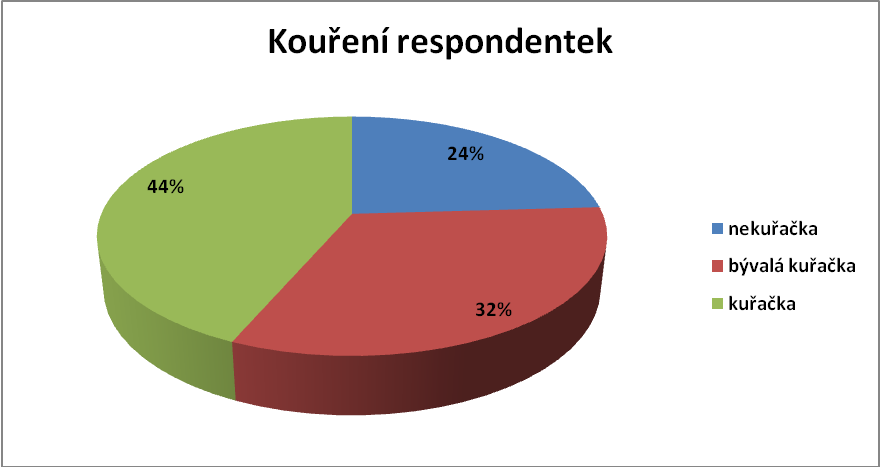 Kouření respondentek
24%
44%
32%
nekuřačka
bývalá kuřačka
kuřačka